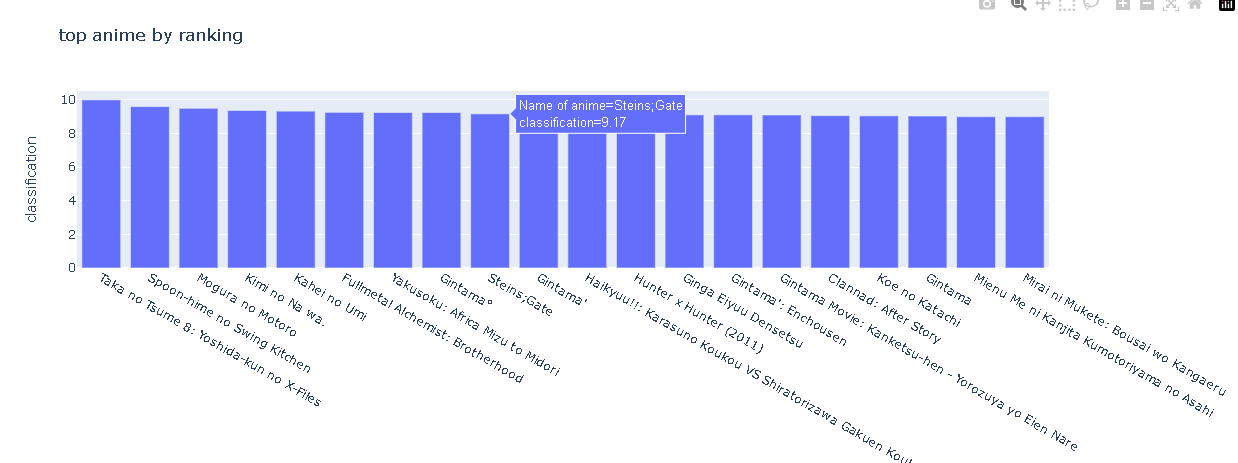 top anime by ranking
classification
10
8
6
4
2
0
Name of anime=Steins;Gate
classification=9.17
Taka no Tsume 8: Yoshida-kun no X-Files
Spoon-hime no Swing Kitchen
Mogura no Motoro
Kimi no Na wa.
Kahei no Umi
Fullmetal Alchemist: Brotherhood
Yakusoku: Africa Mizu to Midori
Gintama°
Steins;Gate
Gintama'
Haikyuu!!: Karasuno Koukou VS Shiratorizawa Gakuen
Hunter x Hunter (2011)
Ginga Eiyuu Densetsu
Gintama': Enchousen
Gintama Movie: Kanketsu-hen - Yorozuya yo Eien Nare
Clannad: After Story
Koe no Katachi
Gintama
Mienu Me ni Kanjita Kumotoriyama no Asahi
Mirai ni Mukete: Bousai wo Kangaeru